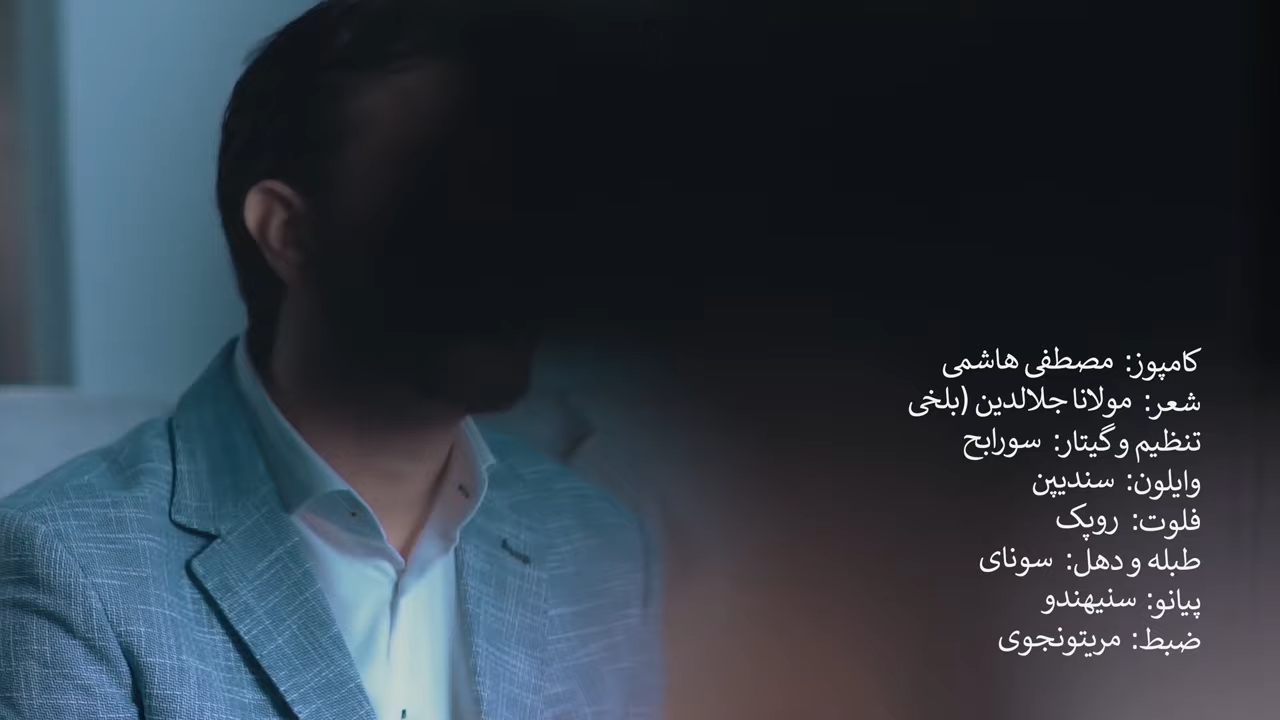 کامپوز: مصطفی هاشمی
شعر: مولانا جلالدین (بلخی
تنظیم و گیتار: سورابح
وایلون: سندیپن
فلوت: روپک
طبله و دهل: سونای
پیانو: سنیهندو
ضبط: مریتونجوی